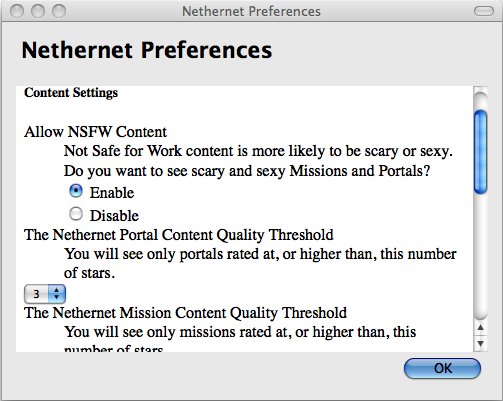 Nethernet Preferences
Nethernet Preferences
Content Settings
Allow NSFW Content
Not Safe for Work content is more likely to be scary or sexy.
Do you want to see scary and sexy Missions and Portals?
Enable
Disable
The Nethernet Portal Content Quality Threshold
You will see only portals rated at, or higher than, this number
of stars.
3
The Nethernet Mission Content Quality Threshold
You will see only missions rated at, or higher than, this
number of stars
OK